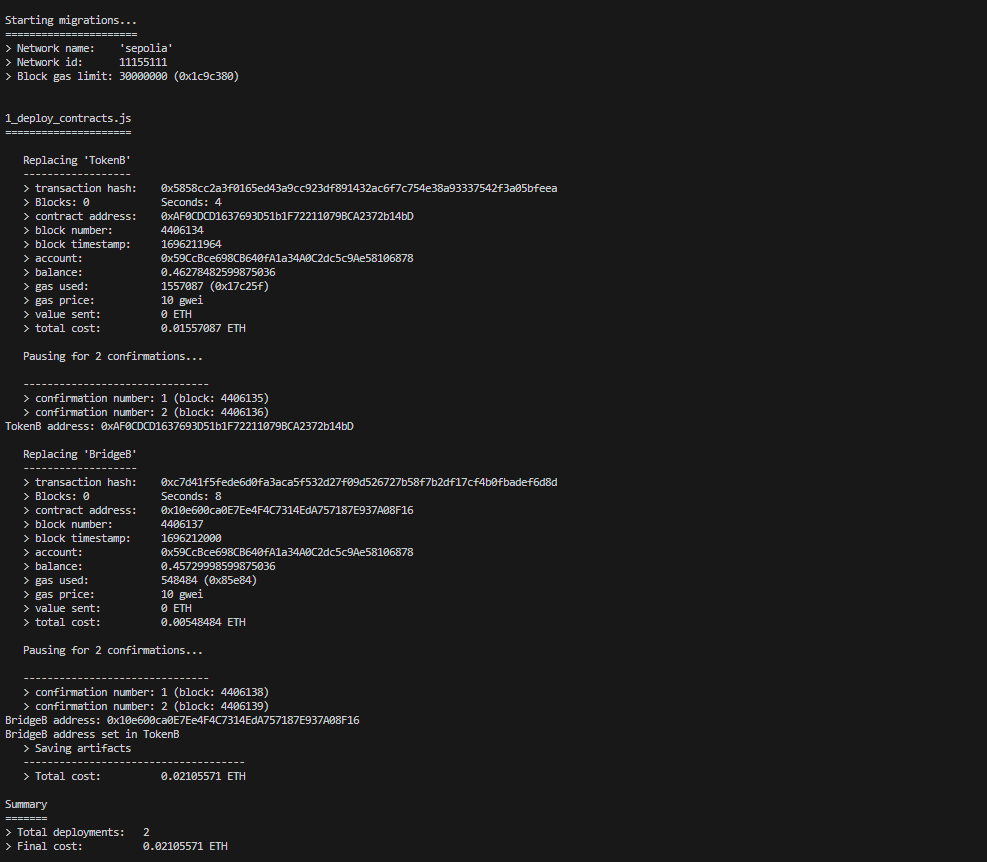 Starting migrations...
======================
> Network name:    'sepolia'
> Network id:      11155111
> Block gas limit: 30000000 (0x1c9c380)
1_deploy_contracts.js
=====================
Replacing 'TokenB'
------------------
> transaction hash:    0x5858cc2a3f0165ed43a9cc923df891432ac6f7c754e38a93337542f3a05bfeea
> Blocks: 0            Seconds: 4
> contract address:    0xAF0CDCD1637693D51b1F72211079BCA2372b14bD
> block number:        4406134
> block timestamp:     1696211964
> account:             0x59CcBce698CB640fA1a34A0C2dc5c9Ae58106878
> balance:             0.46278482599875036
> gas used:            1557087 (0x17c25f)
> gas price:           10 gwei
> value sent:          0 ETH
> total cost:          0.01557087 ETH
Pausing for 2 confirmations...
-------------------------------
> confirmation number: 1 (block: 4406135)
> confirmation number: 2 (block: 4406136)
TokenB address: 0xAF0CDCD1637693D51b1F72211079BCA2372b14bD
Replacing 'BridgeB'
-------------------
> transaction hash:    0xc7d41f5fede6d0fa3aca5f532d27f09d526727b58f7b2df17cf4b0fbadef6d8d
> Blocks: 0            Seconds: 8
> contract address:    0x10e600ca0E7Ee4F4C7314EdA757187E937A08F16
> block number:        4406137
> block timestamp:     1696212000
> account:             0x59CcBce698CB640fA1a34A0C2dc5c9Ae58106878
> balance:             0.45729998599875036
> gas used:            548484 (0x85e84)
> gas price:           10 gwei
> value sent:          0 ETH
> total cost:          0.00548484 ETH
Pausing for 2 confirmations...
-------------------------------
> confirmation number: 1 (block: 4406138)
> confirmation number: 2 (block: 4406139)
BridgeB address: 0x10e600ca0E7Ee4F4C7314EdA757187E937A08F16
BridgeB address set in TokenB
> Saving artifacts
-------------------------------------
> Total cost:          0.02105571 ETH
Summary
=======
> Total deployments:   2
> Final cost:          0.02105571 ETH